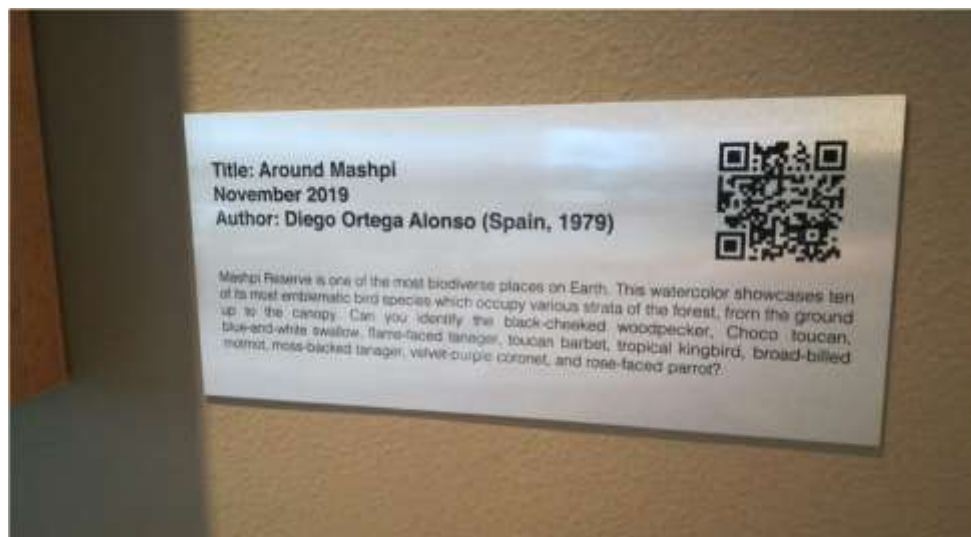 Title: Around Mashpi
November 2019
Author: Diego Ortega Alonso (Spain, 1979)
Mashpi Reserve is one of the most biodiverse places on Earth. This watercolor showcases ten
of its most emblematic bird species which occupy various strata of the forest, from the ground
up to the canopy. Can you identify the black-cheeked woodpecker, Choco toucan,
blue-and-white swallow, flame-faced tanager, toucan barbet, tropical kingbird, broad-billed
motmot, moss-backed tanager, velvet-purple coronet, and rose-faced parrot?